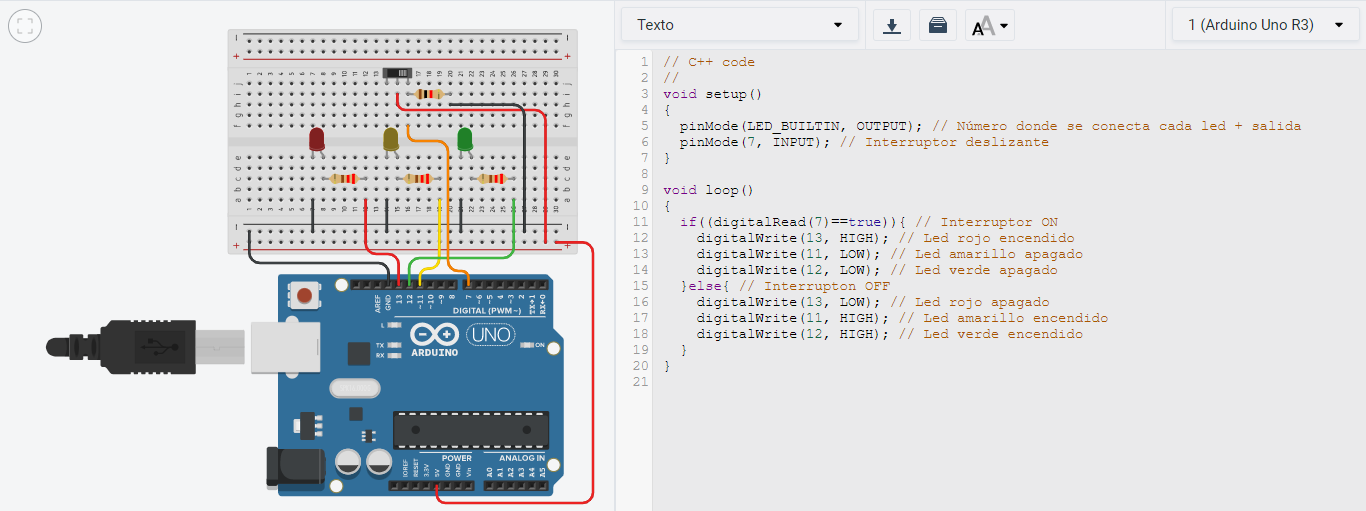 Texto
1 (Arduino Uno R3)
1 // C++ code
2 //
3 void setup()
4 {
5 pinMode(LED_BUILTIN, OUTPUT); // Número donde se conecta cada led + salida
6 pinMode(7, INPUT); // Interruptor deslizante
7 }
8
9 void loop()
10 {
11 if((digitalRead(7)==true)){ // Interruptor ON
12 digitalWrite(13, HIGH); // Led rojo encendido
13 digitalWrite(11, LOW); // Led amarillo apagado
14 digitalWrite(12, LOW); // Led verde apagado
15 }else{ // Interrupton OFF
16 digitalWrite(13, LOW); // Led rojo apagado
17 digitalWrite(11, HIGH); // Led amarillo encendido
18 digitalWrite(12, HIGH); // Led verde encendido
19 }
20 }
21
AREF GND 13 12 ~11 ~10 ~9 8 7 ~6 ~5 4 ~3 2 TX→1 RX←0
DIGITAL (PWM~)
L
TX
RX
UNO
ON
ARDUINO
POWER
ANALOG IN
IOREF RESET 3.3V 5V GND GND Vin A0 A1 A2 A3 A4 A5